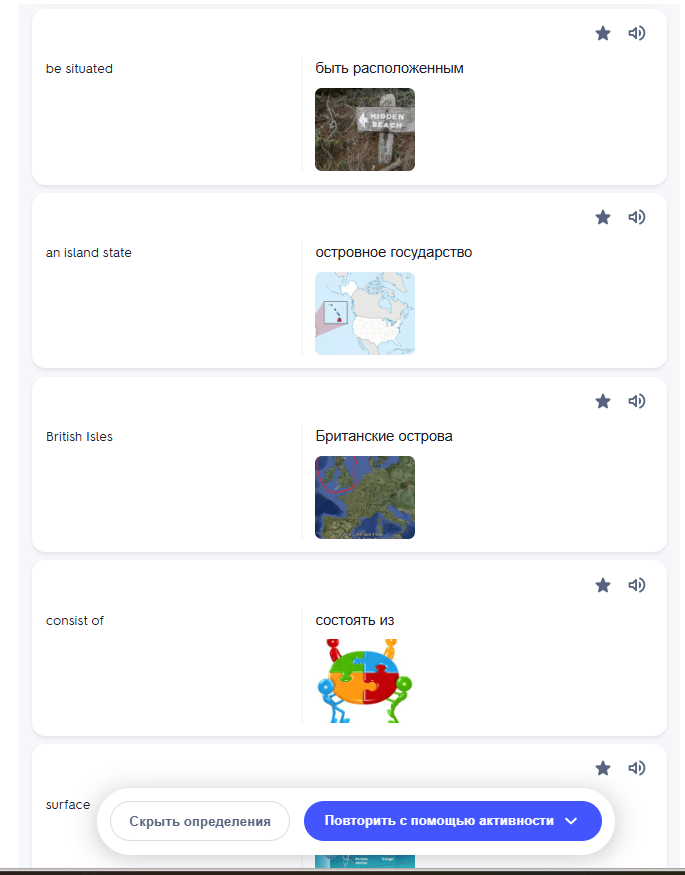 be situated
быть расположенным
HIDDEN
BEACH
an island state
островное государство
British Isles
Британские острова
consist of
состоять из
surface
Скрыть определения
Повторить с помощью активности